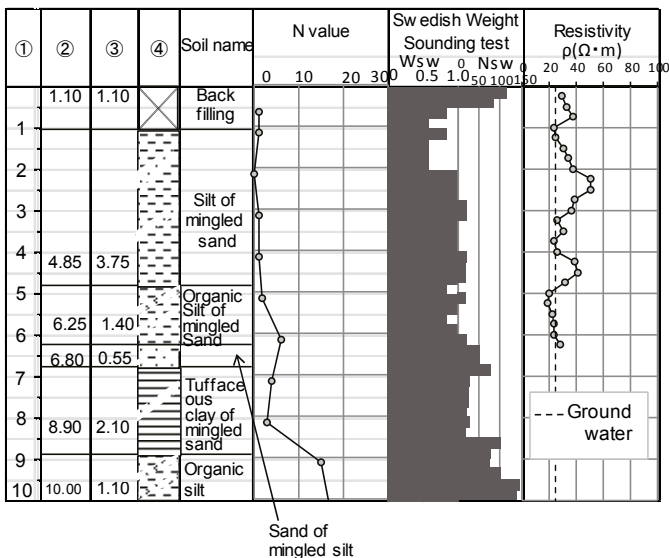 ① ② ③ ④ Soil name
N value
0 10 20 30
Swedish Weight
Sounding test
Wsw Nsw
0 0.5 1.0
0 50 100 150
Resistivity
ρ(Ω・m)
0 20 40 60 80 100
1.10 1.10 Back
filling
1
2
3
4
4.85 3.75 Silt of
mingled
sand
5
6
6.25 1.40 Organic
Silt of
mingled
Sand
6.80 0.55
7
8
8.90 2.10 Tufface
ous
clay of
mingled
sand
9
10
10.00 1.10 Organic
silt
Ground
water
Sand of
mingled silt